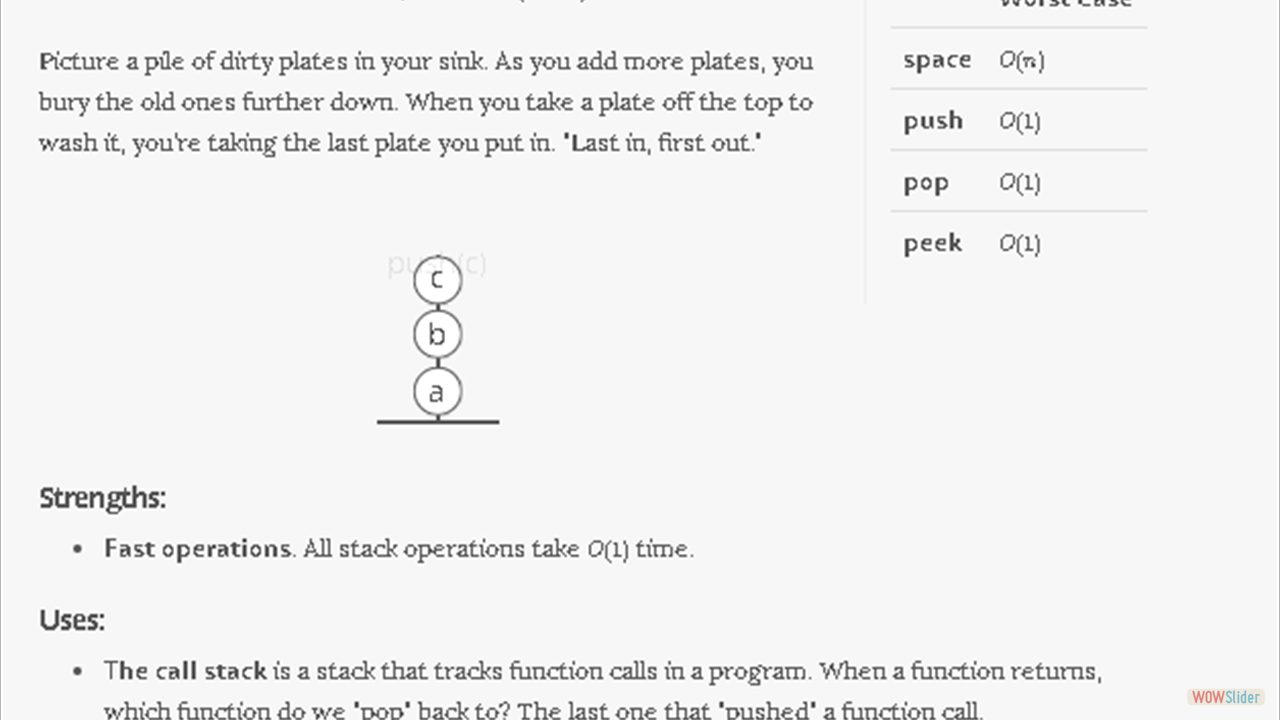 Worst Case
Picture a pile of dirty plates in your sink. As you add more plates, you
bury the old ones further down. When you take a plate off the top to
wash it, you're taking the last plate you put in. "Last in, first out."
space O(n)
push O(1)
pop O(1)
peek O(1)
push(c)
c
b
a
Strengths:
• Fast operations. All stack operations take O(1) time.
Uses:
• The call stack is a stack that tracks function calls in a program. When a function returns,
which function do we "pop" back to? The last one that "pushed" a function call.
WOWSlider